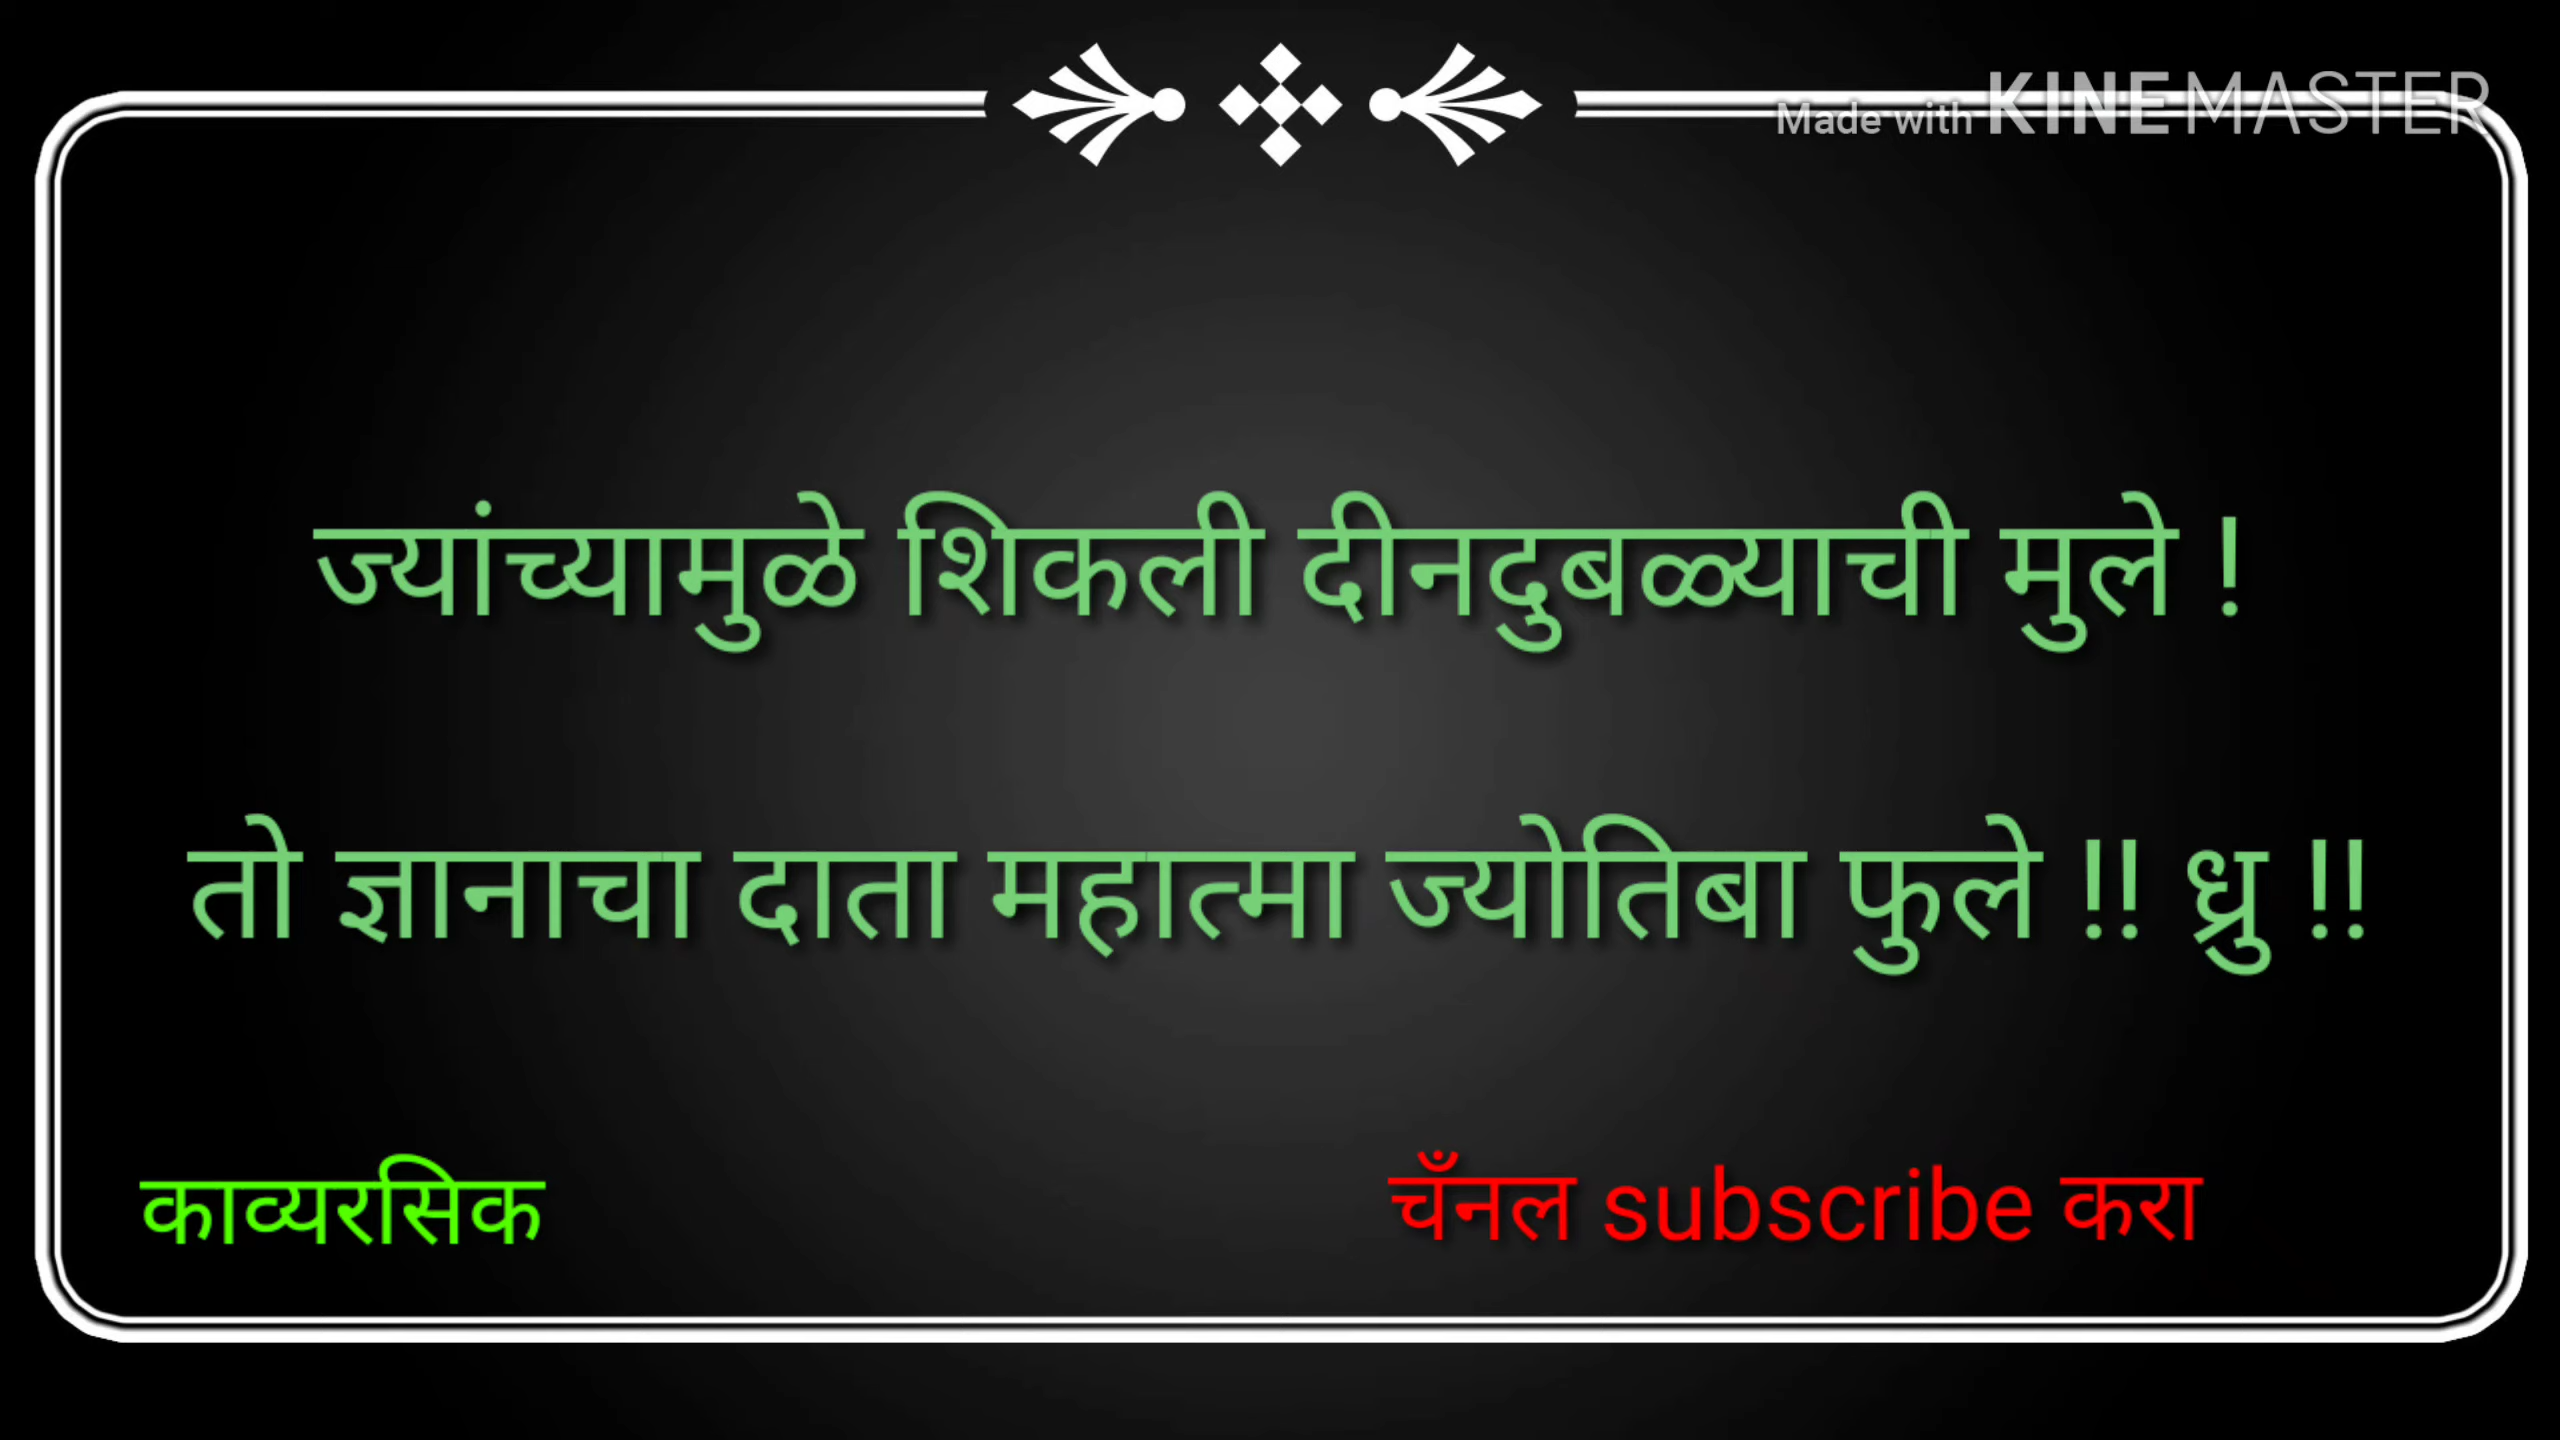 Made with KINEMASTER
ज्यांच्यामुळे शिकली दीनदुबळ्याची मुले !
तो ज्ञानाचा दाता महात्मा ज्योतिबा फुले !! ध्रु !!
काव्यरसिक
चँनल subscribe करा